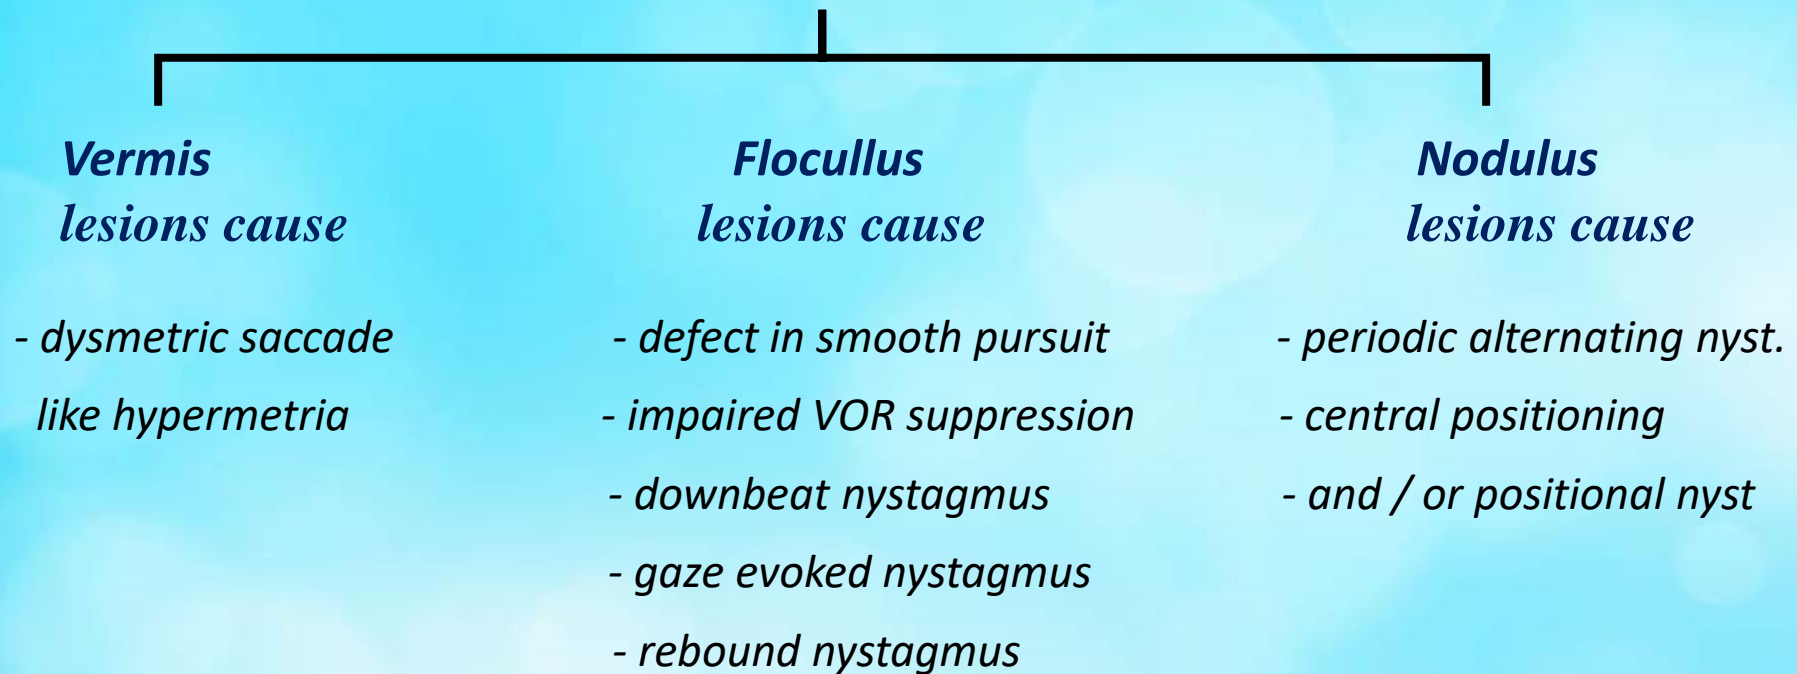 Vermis
lesions cause
- dysmetric saccade
like hypermetria
Flocullus
lesions cause
- defect in smooth pursuit
- impaired VOR suppression
- downbeat nystagmus
- gaze evoked nystagmus
- rebound nystagmus
Nodulus
lesions cause
- periodic alternating nyst.
- central positioning
- and / or positional nyst